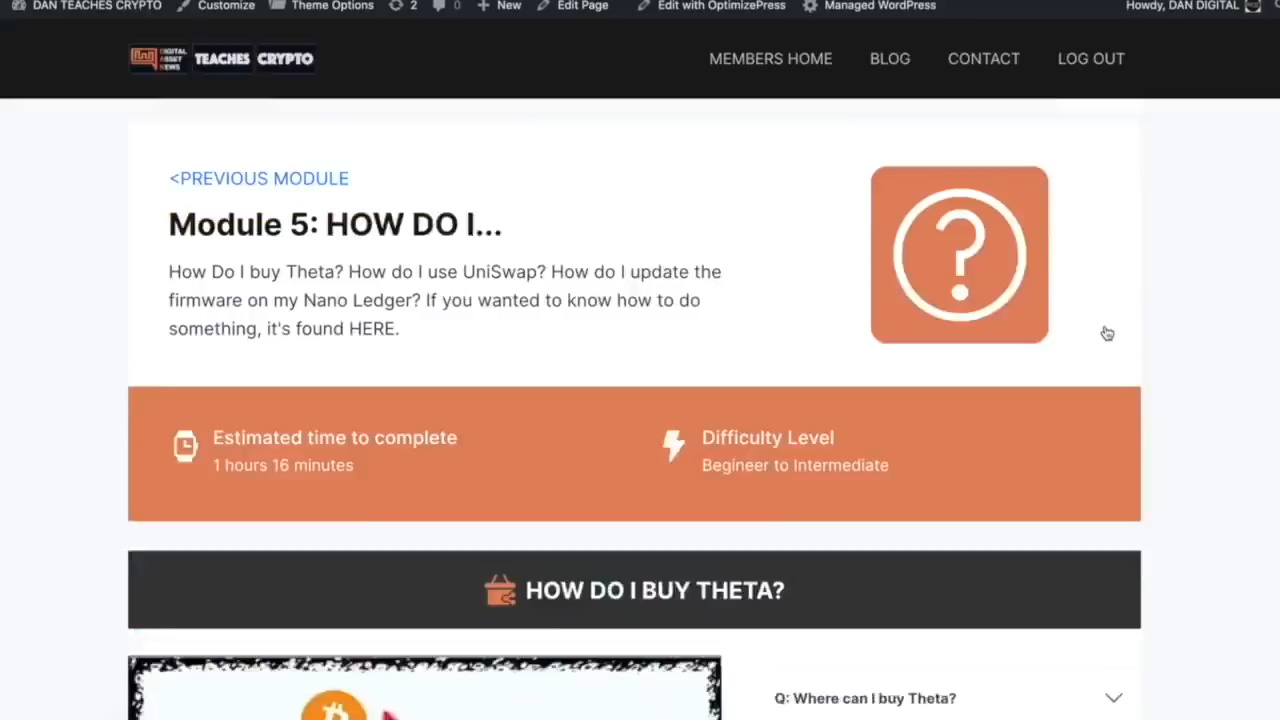 DAN TEACHES CRYPTO Customize Theme Options 2 0 New Edit Page Edit with OptimizePress Managed WordPress Howdy, DAN DIGITAL
DIGITAL ASSET NEWS TEACHES CRYPTO MEMBERS HOME BLOG CONTACT LOG OUT
<PREVIOUS MODULE
Module 5: HOW DO I...
How Do I buy Theta? How do I use UniSwap? How do I update the
firmware on my Nano Ledger? If you wanted to know how to do
something, it's found HERE.
Estimated time to complete
1 hours 16 minutes
Difficulty Level
Begineer to Intermediate
HOW DO I BUY THETA?
Q: Where can I buy Theta?